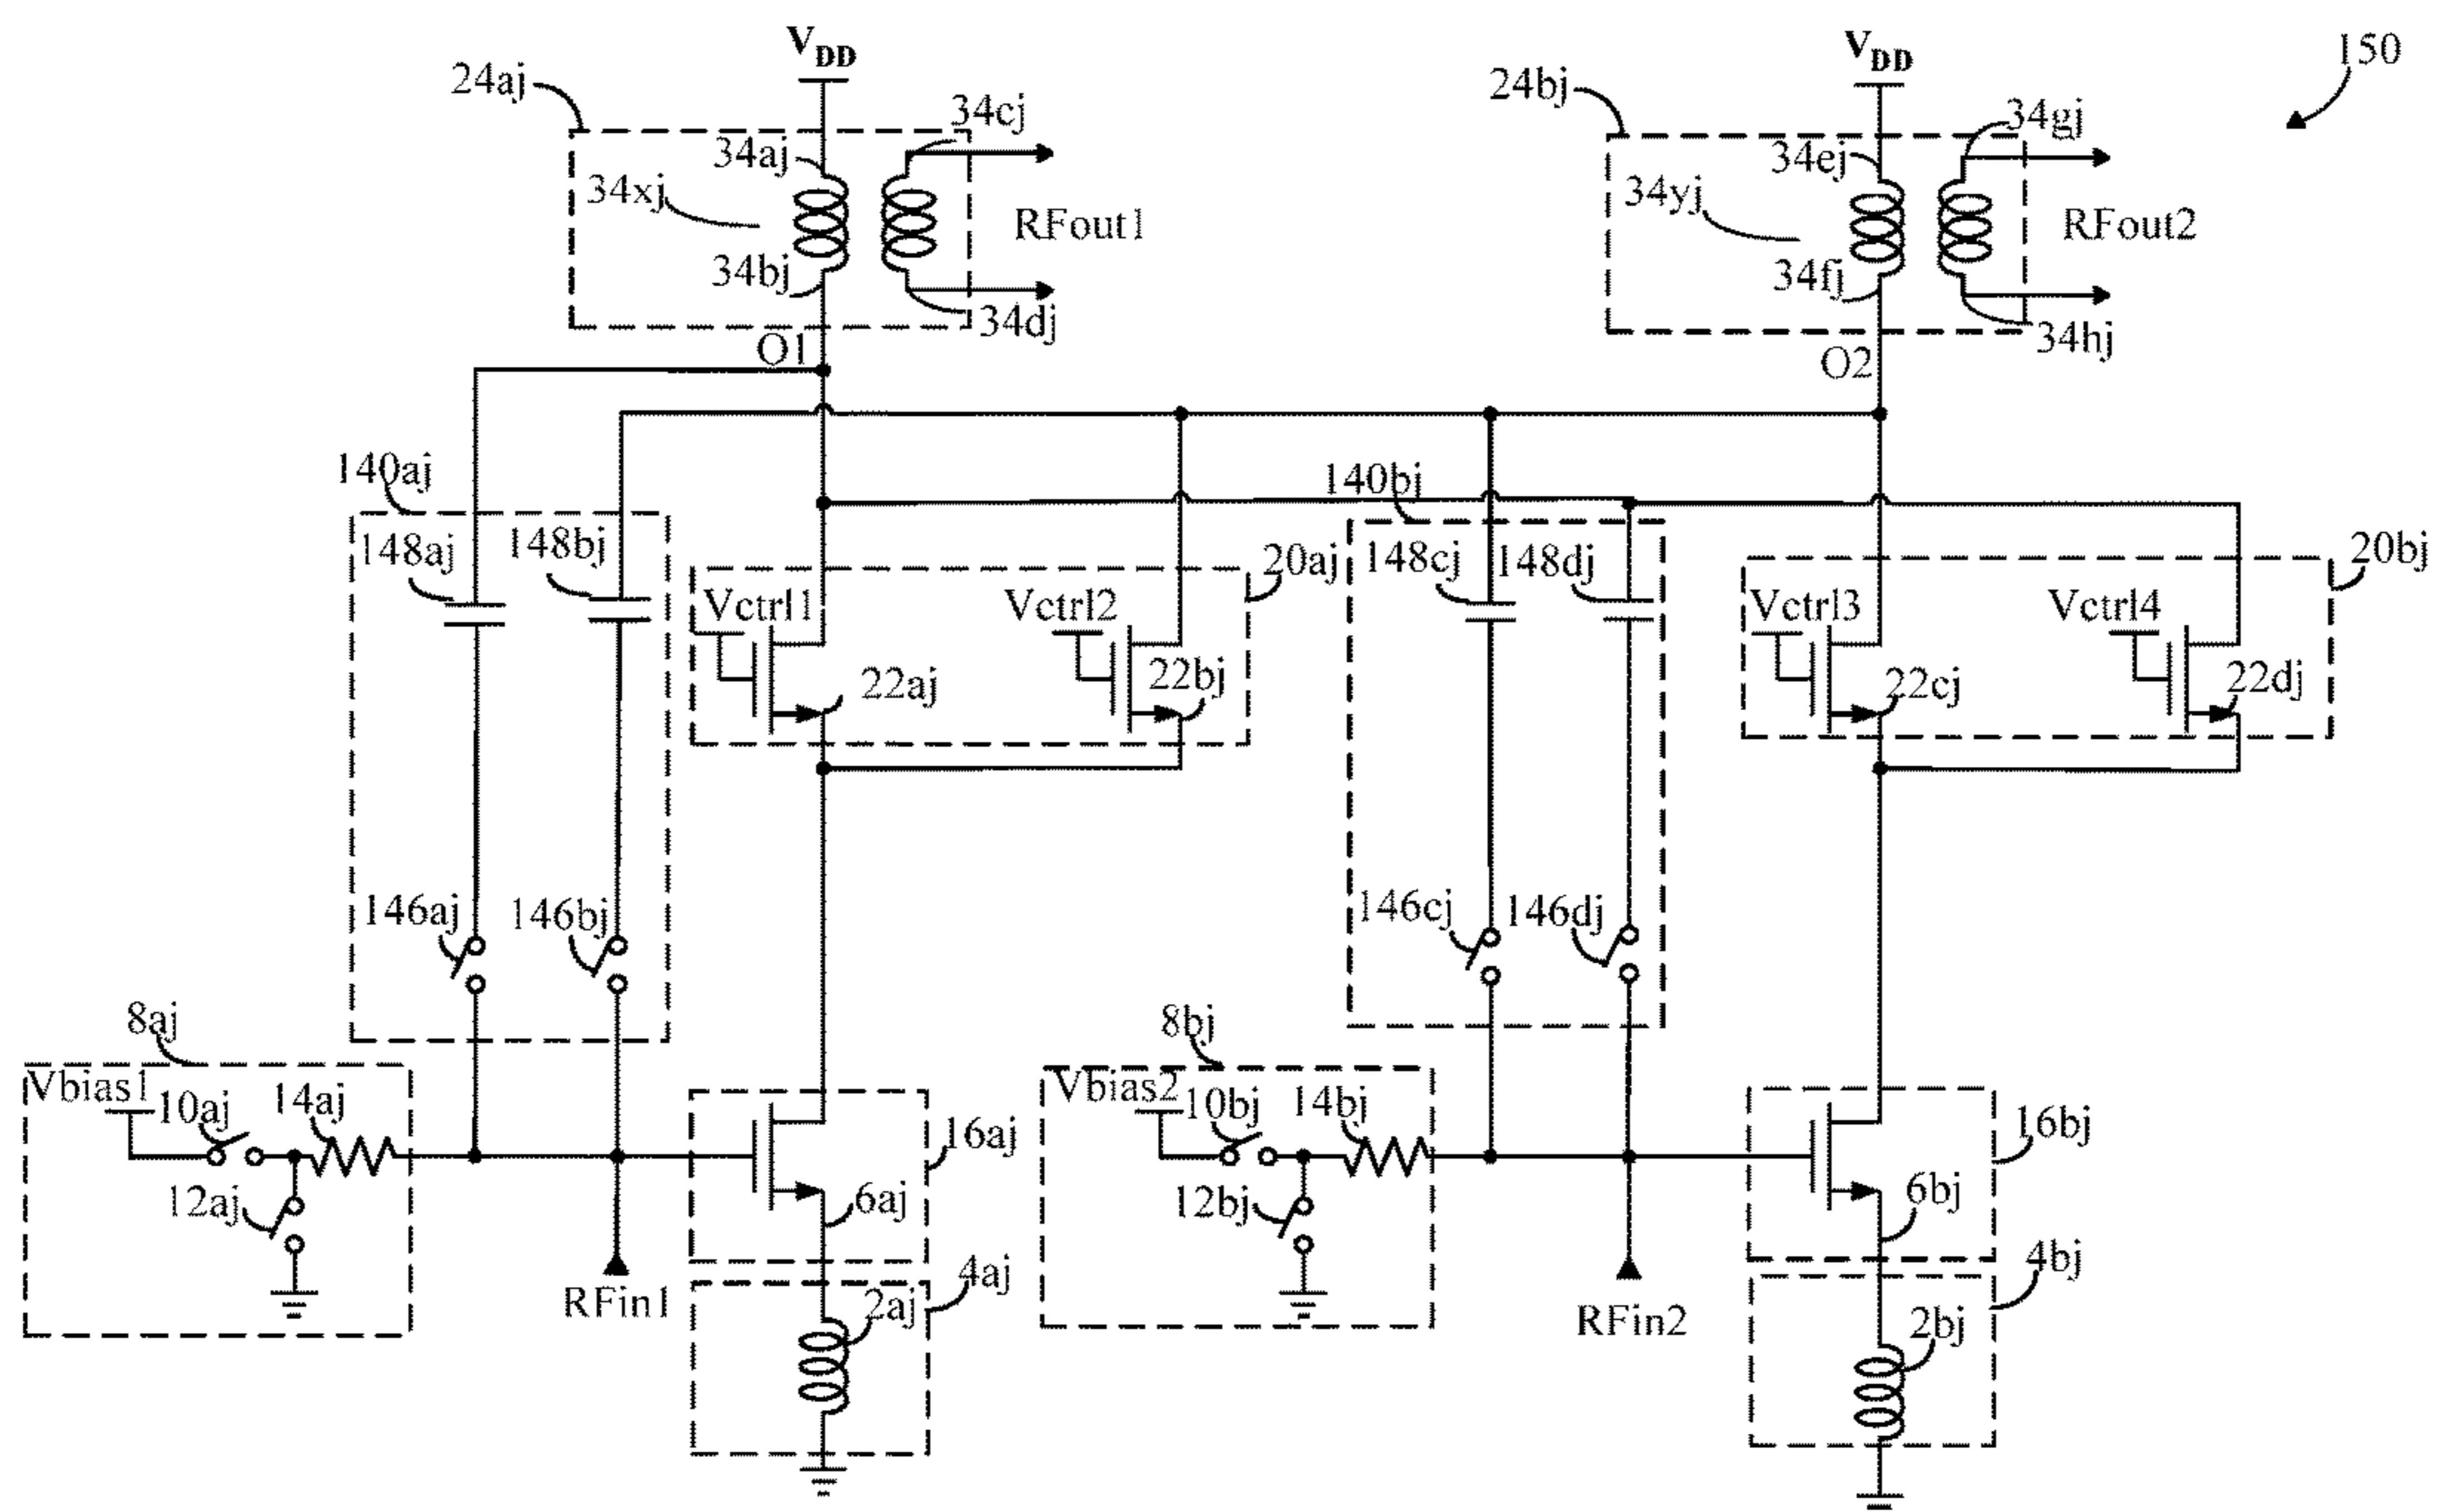 VDD
VDD
150
24aj
24bj
34cj
34gj
34aj
34ej
34xj
34yj
RFout1
RFout2
34bj
34fj
34dj
34hj
O1
O2
140aj
140bj
148aj
148bj
20aj
148cj
148dj
20bj
Vctrl1
Vctrl2
Vctrl3
Vctrl4
22aj
22bj
22cj
22dj
146aj
146bj
146cj
146dj
8aj
8bj
Vbias1
10aj
14aj
Vbias2
10bj
14bj
16aj
16bj
12aj
6aj
12bj
6bj
RFin1
4aj
RFin2
4bj
2aj
2bj